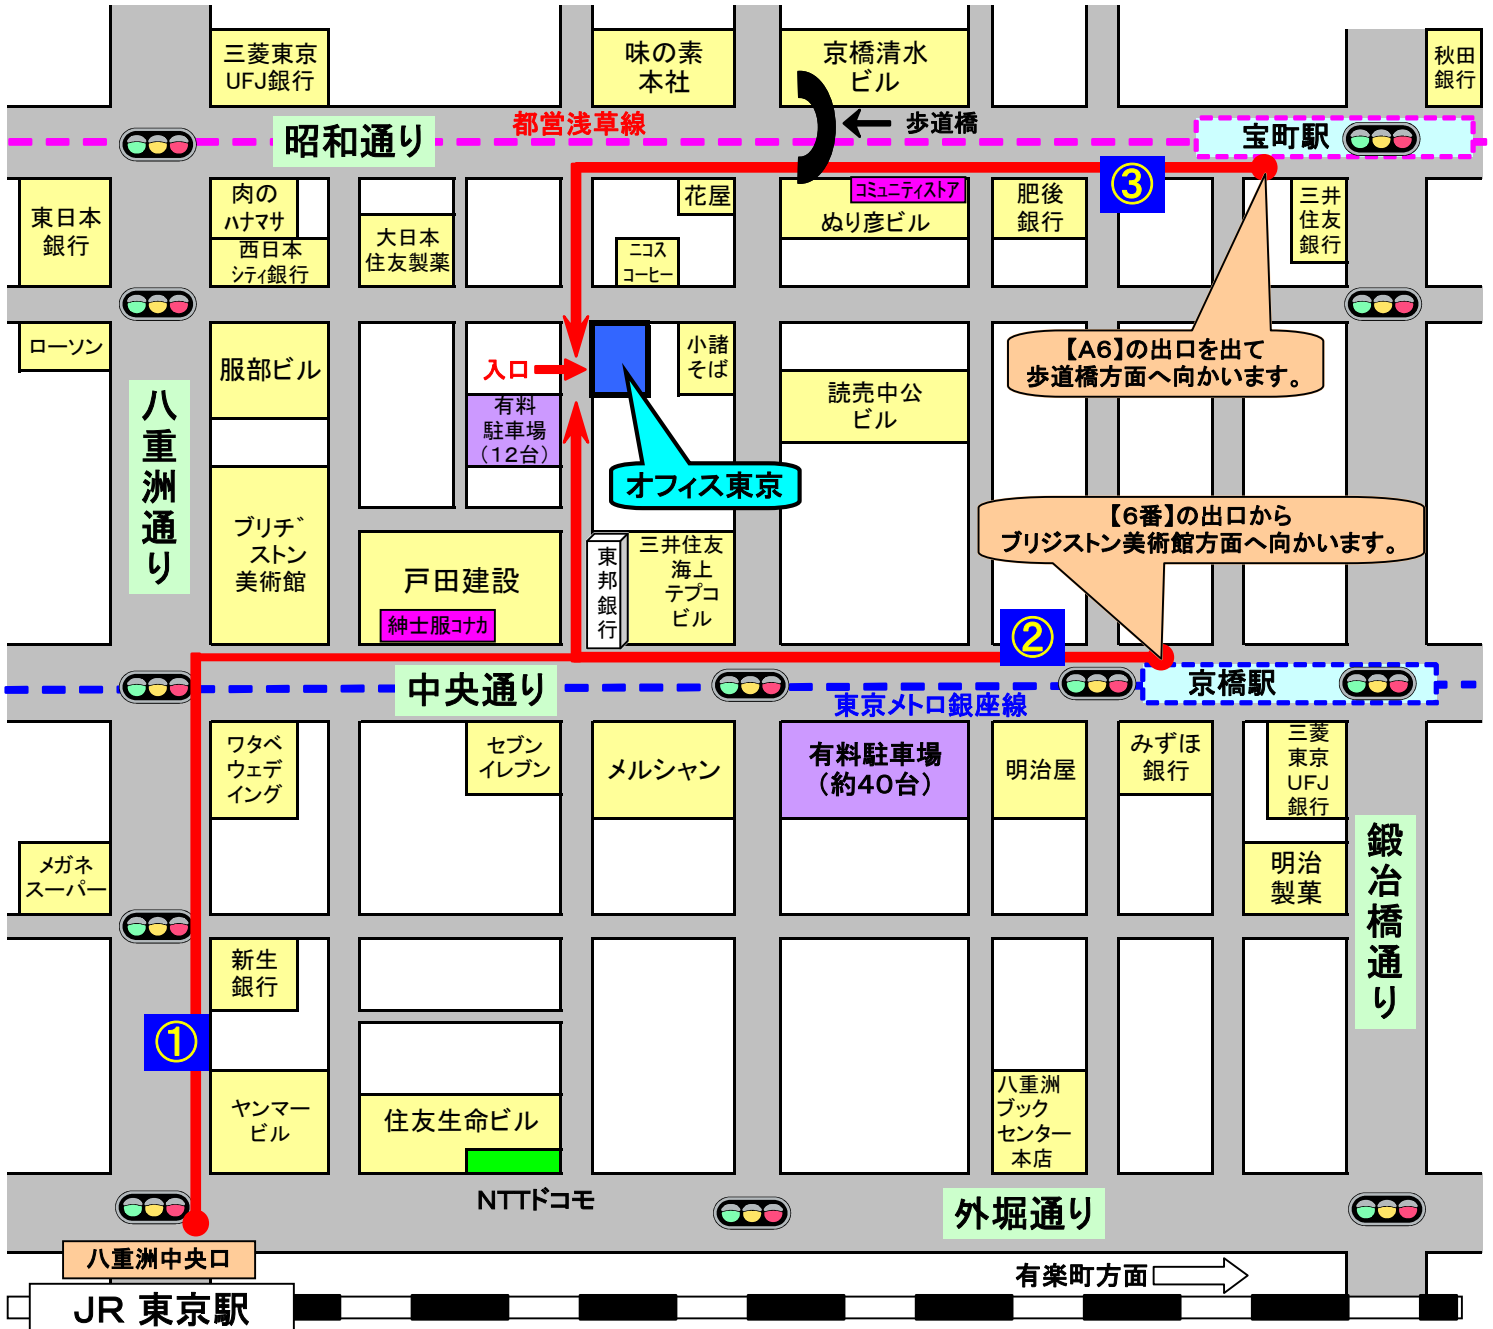 三菱東京
UFJ銀行
味の素
本社
京橋清水
ビル
秋田
銀行
昭和通り
都営浅草線
歩道橋
宝町駅
東日本
銀行
肉の
ハナマサ
西日本
シティ銀行
大日本
住友製薬
花屋
ニコス
コーヒー
コミュニティストア
ぬり彦ビル
肥後
銀行
③
三井
住友
銀行
ローソン
服部ビル
入口
小諸
そば
読売中公
ビル
【A6】の出口を出て
歩道橋方面へ向かいます。
有料
駐車場
(12台)
オフィス東京
八重洲通り
ブリヂ
ストン
美術館
戸田建設
紳士服コナカ
東邦銀行
三井住友
海上
テプコ
ビル
【6番】の出口から
ブリジストン美術館方面へ向かいます。
②
中央通り
東京メトロ銀座線
京橋駅
ワタベ
ウェデ
イング
セブン
イレブン
メルシャン
有料駐車場
(約40台)
明治屋
みずほ
銀行
三菱
東京
UFJ
銀行
メガネ
スーパー
明治
製菓
鍛冶橋通り
新生
銀行
①
ヤンマー
ビル
住友生命ビル
八重洲
ブック
センター
本店
NTTドコモ
外堀通り
八重洲中央口
有楽町方面
JR 東京駅